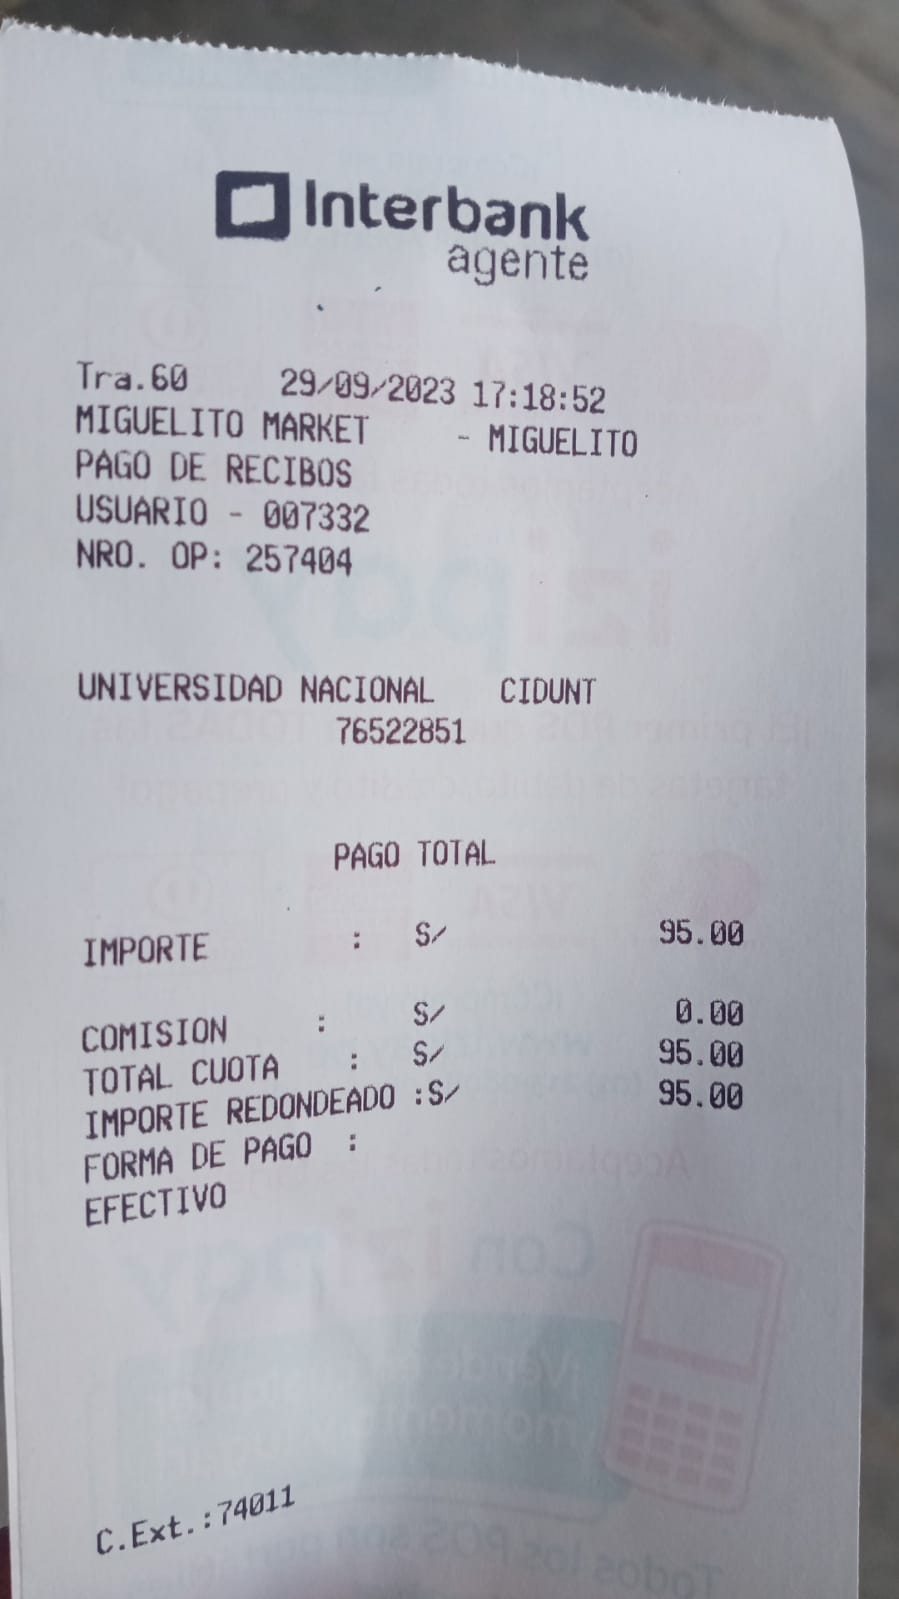 Interbank
agente
Tra.60 29/09/2023 17:18:52
MIGUELITO MARKET - MIGUELITO
PAGO DE RECIBOS
USUARIO - 007332
NRO. OP: 257404
UNIVERSIDAD NACIONAL CIDUNT
76522851
PAGO TOTAL
IMPORTE : S/ 95.00
COMISION : S/ 0.00
TOTAL CUOTA : S/ 95.00
IMPORTE REDONDEADO :S/ 95.00
FORMA DE PAGO :
EFECTIVO
C.Ext.:74011